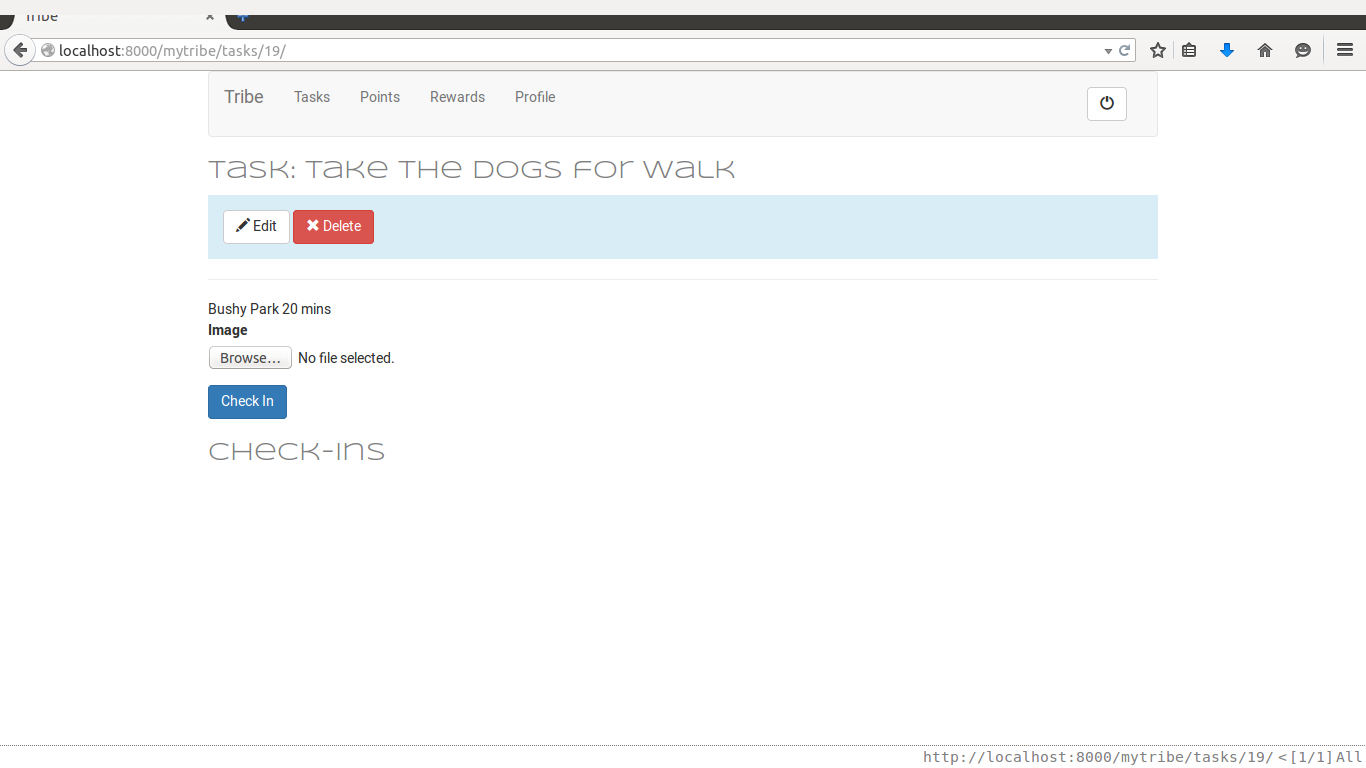 Tribe
localhost:8000/mytribe/tasks/19/
Tribe Tasks Points Rewards Profile
Task: Take The Dogs For Walk
Edit Delete
Bushy Park 20 mins
Image
Browse... No file selected.
Check In
Check-Ins
http://localhost:8000/mytribe/tasks/19/ <[1/1] All